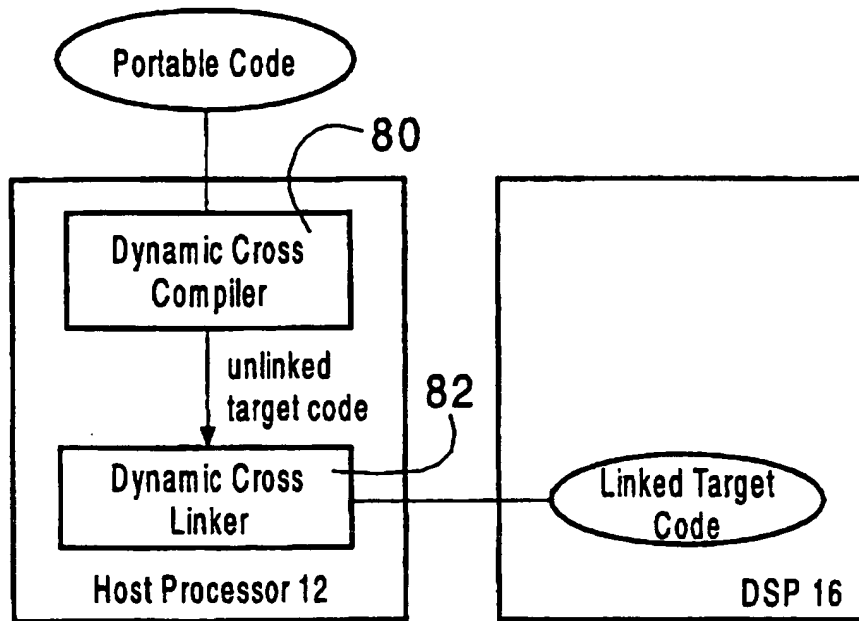 Portable Code
80
Dynamic Cross
Compiler
unlinked
target code
82
Dynamic Cross
Linker
Linked Target
Code
Host Processor 12
DSP 16